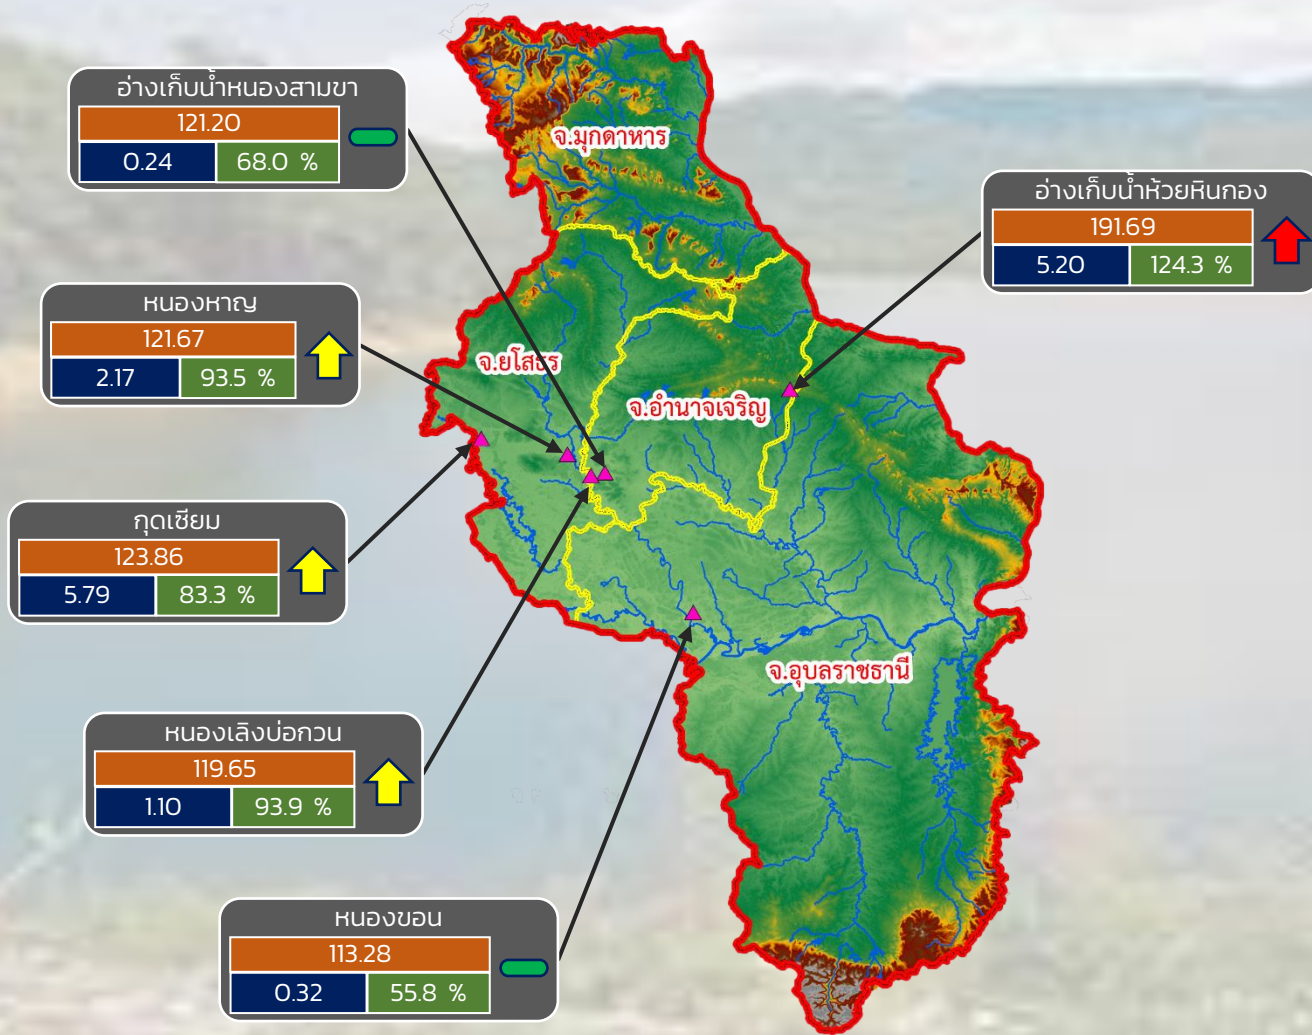 อ่างเก็บน้ำหนองสามขา
121.20
0.24 68.0 %
จ.มุกดาหาร
อ่างเก็บน้ำห้วยหินกอง
191.69
5.20 124.3 %
หนองหาญ
121.67
2.17 93.5 %
จ.ยโสธร
จ.อำนาจเจริญ
กุดเซียม
123.86
5.79 83.3 %
จ.อุบลราชธานี
หนองเลิงบ่อกวน
119.65
1.10 93.9 %
หนองขอน
113.28
0.32 55.8 %